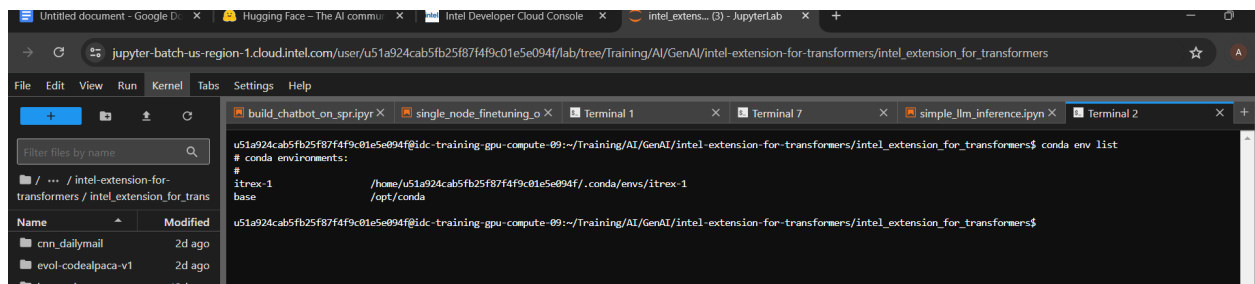 Untitled document - Google Do
Hugging Face – The AI commun
intel Intel Developer Cloud Console
intel_extens... (3) - JupyterLab
jupyter-batch-us-region-1.cloud.intel.com/user/u51a924cab5fb25f87f4f9c01e5e094f/lab/tree/Training/AI/GenAI/intel-extension-for-transformers/intel_extension_for_transformers
A
File Edit View Run Kernel Tabs Settings Help
build_chatbot_on_spr.ipyr
single_node_finetuning_o
Terminal 1
Terminal 7
simple_llm_inference.ipyn
Terminal 2
Filter files by name
/ ... / intel-extension-for-
transformers / intel_extension_for_trans
Name Modified
cnn_dailymail 2d ago
evol-codealpaca-v1 2d ago
u51a924cab5fb25f87f4f9c01e5e094f@idc-training-gpu-compute-09:~/Training/AI/GenAI/intel-extension-for-transformers/intel_extension_for_transformers$ conda env list
# conda environments:
#
itrex-1 /home/u51a924cab5fb25f87f4f9c01e5e094f/.conda/envs/itrex-1
base /opt/conda
u51a924cab5fb25f87f4f9c01e5e094f@idc-training-gpu-compute-09:~/Training/AI/GenAI/intel-extension-for-transformers/intel_extension_for_transformers$